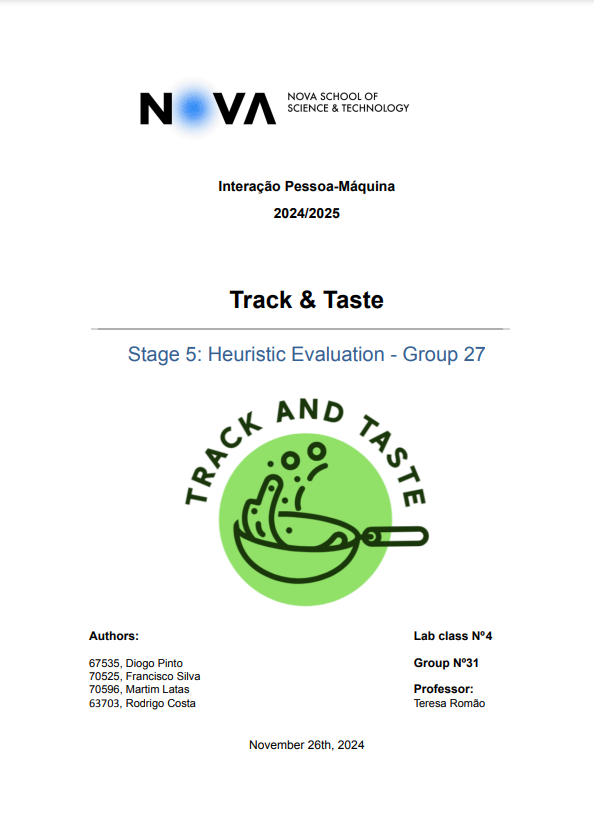 NOVA NOVA SCHOOL OF
SCIENCE & TECHNOLOGY
Interação Pessoa-Máquina
2024/2025
Track & Taste
Stage 5: Heuristic Evaluation - Group 27
TRACK AND TASTE
Authors:
67535, Diogo Pinto
70525, Francisco Silva
70596, Martim Latas
63703, Rodrigo Costa
Lab class Nº4
Group Nº31
Professor:
Teresa Romão
November 26th, 2024